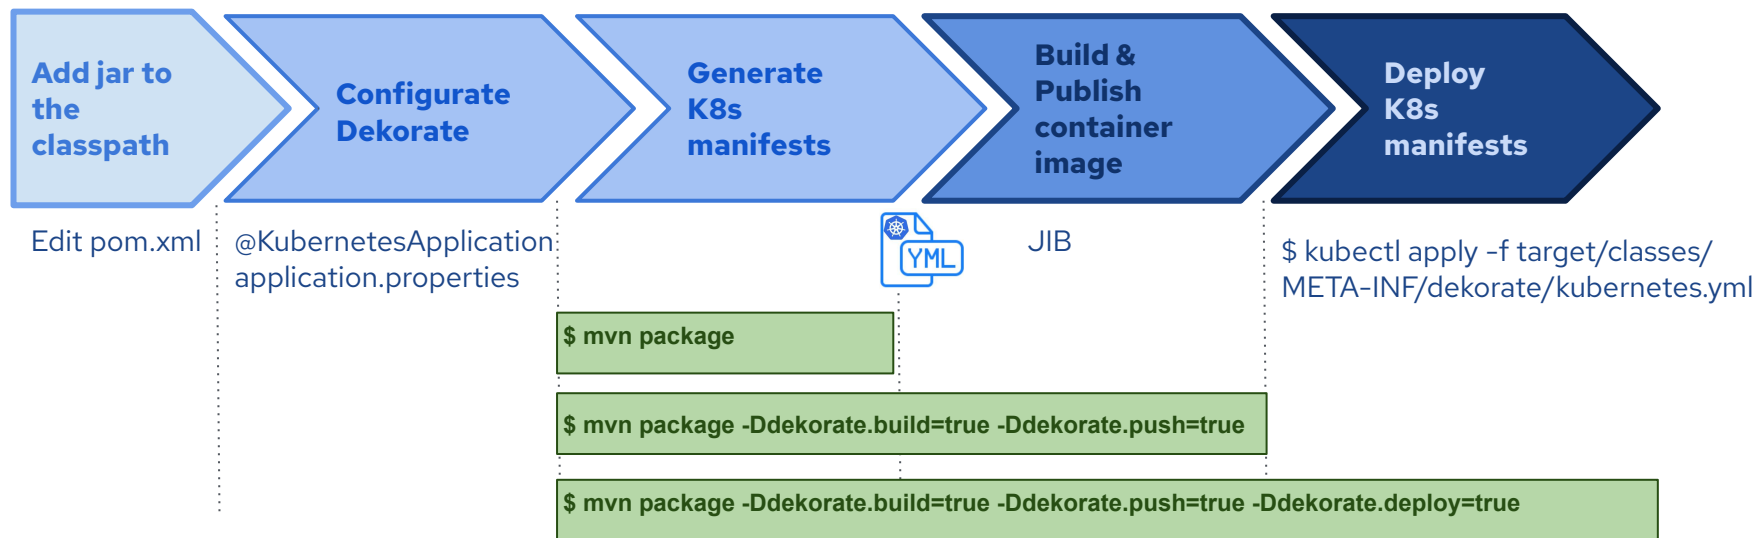 Add jar to
the
classpath
Configurate
Dekorate
Generate
K8s
manifests
Build &
Publish
container
image
Deploy
K8s
manifests
Edit pom.xml
@KubernetesApplication
application.properties
YML
JIB
$ kubectl apply -f target/classes/
META-INF/dekorate/kubernetes.yml
$ mvn package
$ mvn package -Ddekorate.build=true -Ddekorate.push=true
$ mvn package -Ddekorate.build=true -Ddekorate.push=true -Ddekorate.deploy=true